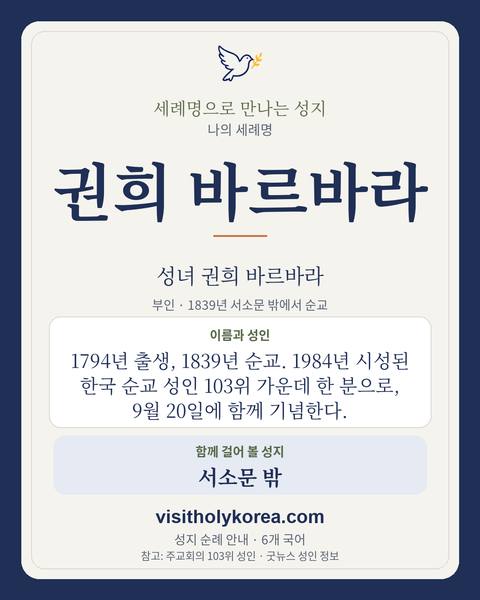 세례명으로 만나는 성지
나의 세례명
권희 바르바라
성녀 권희 바르바라
부인 · 1839년 서소문 밖에서 순교
이름과 성인
1794년 출생, 1839년 순교. 1984년 시성된
한국 순교 성인 103위 가운데 한 분으로,
9월 20일에 함께 기념한다.
함께 걸어 볼 성지
서소문 밖
visitholykorea.com
성지 순례 안내 · 6개 국어
참고: 주교회의 103위 성인 · 굿뉴스 성인 정보